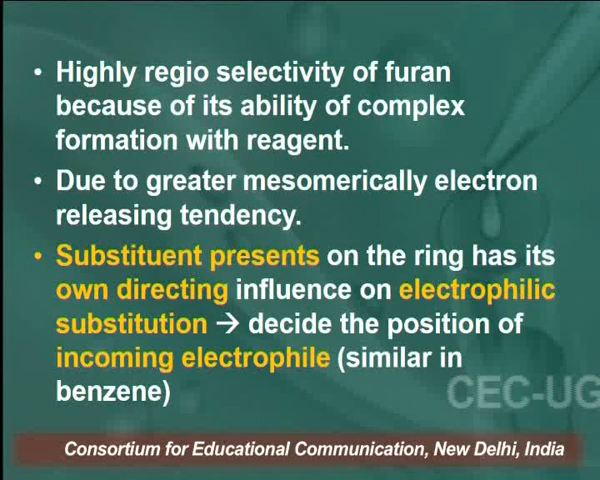 • Highly regio selectivity of furan
because of its ability of complex
formation with reagent.
• Due to greater mesomerically electron
releasing tendency.
• Substituent presents on the ring has its
own directing influence on electrophilic
substitution → decide the position of
incoming electrophile (similar in
benzene)
CEC-UG
Consortium for Educational Communication, New Delhi, India